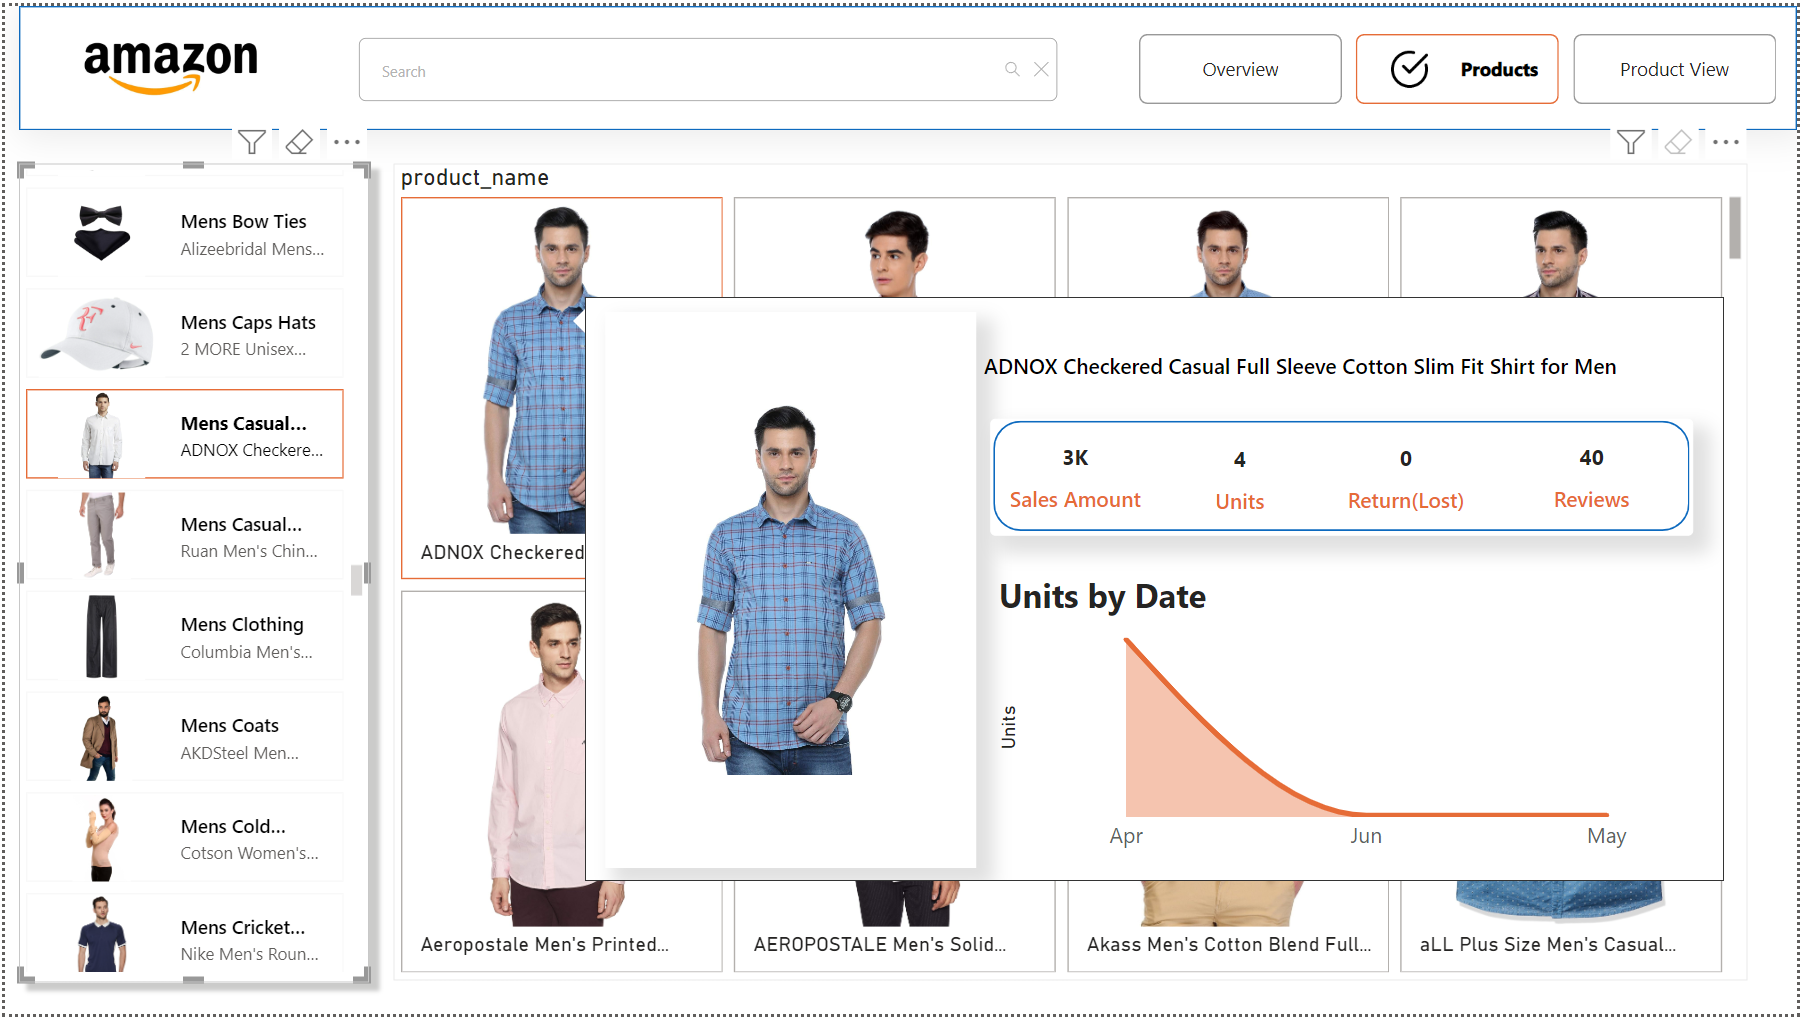 amazon
Search
Overview
Products
Product View
Mens Bow Ties
Alizeebridal Mens...
Mens Caps Hats
2 MORE Unisex...
Mens Casual...
ADNOX Checkere...
Mens Casual...
Ruan Men's Chin...
Mens Clothing
Columbia Men's...
Mens Coats
AKDSteel Men...
Mens Cold...
Cotson Women's...
Mens Cricket...
Nike Men's Roun...
product_name
ADNOX Checkered
ADNOX Checkered Casual Full Sleeve Cotton Slim Fit Shirt for Men
3K
Sales Amount
4
Units
0
Return(Lost)
40
Reviews
Units by Date
Units
Apr
Jun
May
Aeropostale Men's Printed...
AEROPOSTALE Men's Solid...
Akass Men's Cotton Blend Full...
aLL Plus Size Men's Casual...